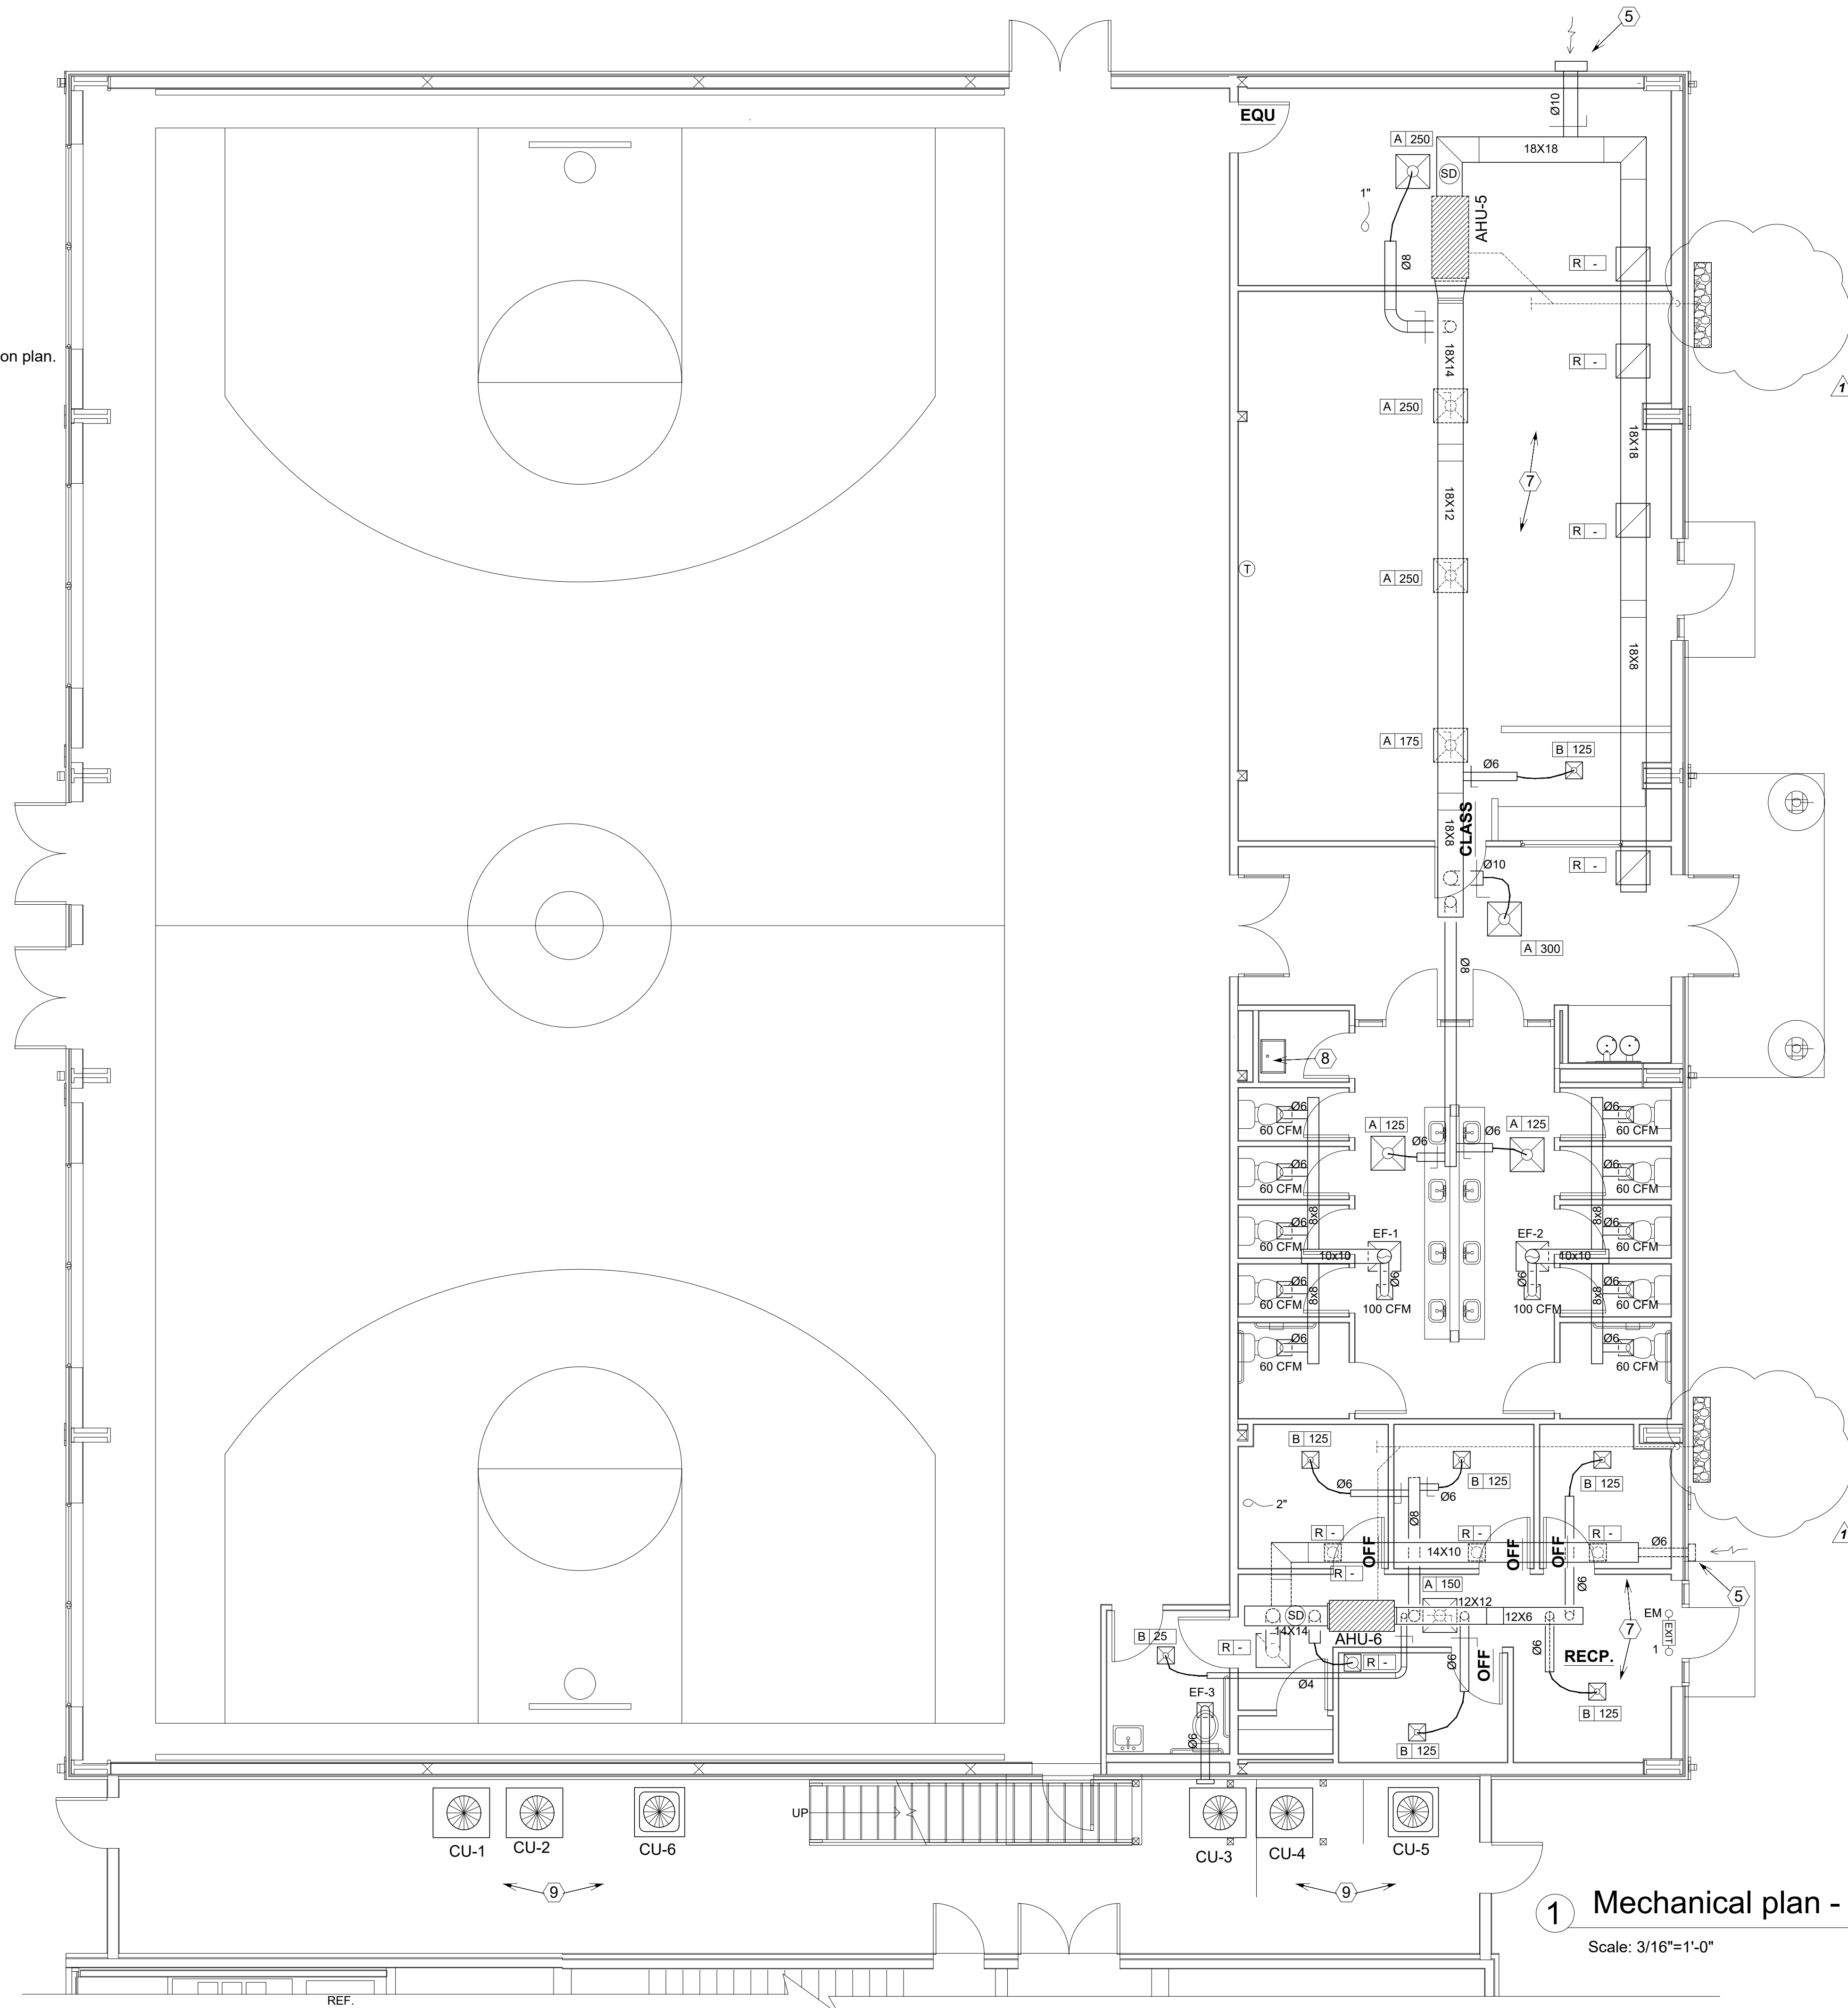 5
Ø10
EQU
A 250
18X18
SD
1"
AHU-5
Ø8
R -
on plan.
18X14
R -
1
A 250
18X18
7
18X12
R -
T
A 250
18X8
A 175
B 125
Ø6
CLASS
18X8
Ø10
R -
A 300
Ø8
8
Ø6
60 CFM
Ø6
60 CFM
A 125
A 125
Ø6
Ø6
Ø6
60 CFM
Ø6
60 CFM
8x8
8x8
Ø6
60 CFM
Ø6
60 CFM
EF-1
EF-2
10x10
10x10
Ø6
Ø6
100 CFM
100 CFM
8x8
8x8
Ø6
60 CFM
Ø6
60 CFM
Ø6
60 CFM
Ø6
60 CFM
B 125
B 125
B 125
Ø6
Ø6
2"
Ø8
R -
R -
R -
Ø6
1
OFF
14X10
OFF
OFF
R -
A 150
Ø6
5
12X12
SD
14X14
12X6
EM
EXIT
1
7
B 25
AHU-6
R -
R -
Ø6
OFF
Ø6
RECP.
Ø4
EF-3
B 125
Ø6
B 125
UP
CU-1
CU-2
CU-6
CU-3
CU-4
CU-5
9
9
1
Mechanical plan -
Scale: 3/16"=1'-0"
REF.